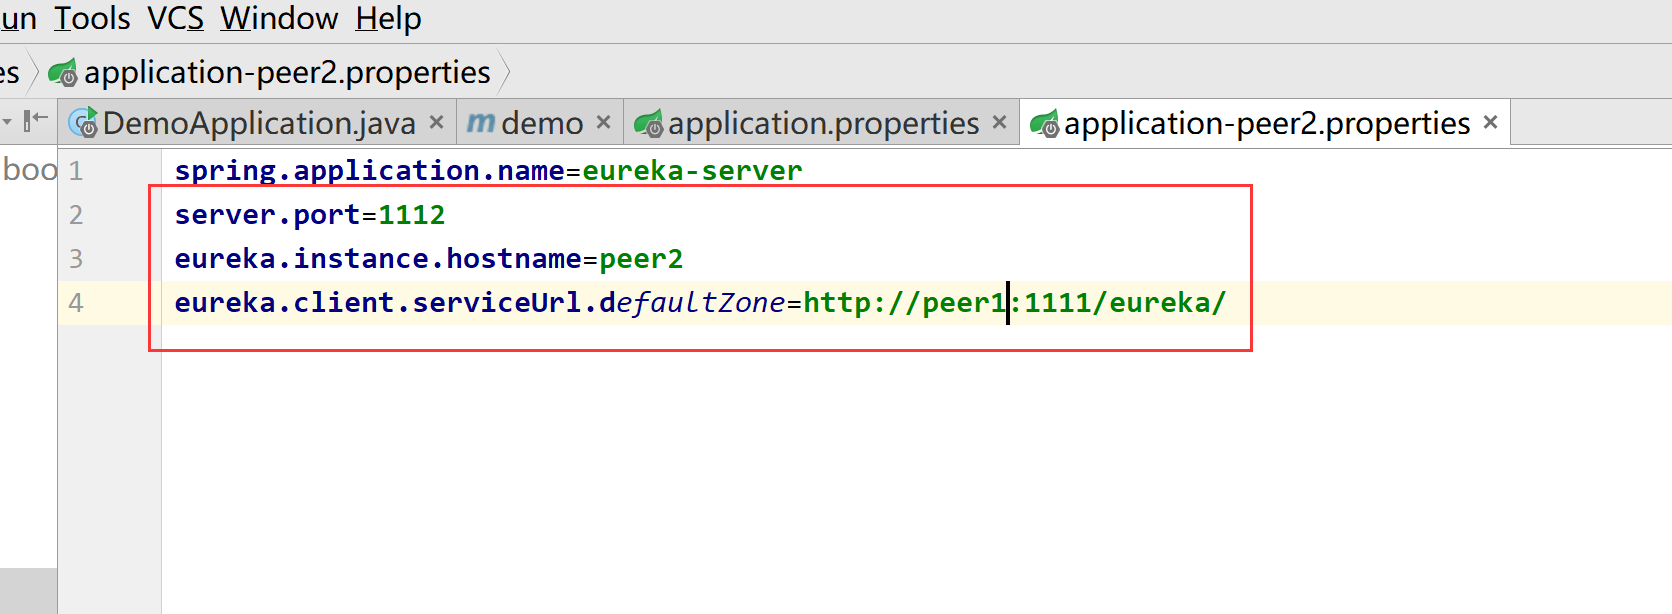 un Tools VCS Window Help
es application-peer2.properties
DemoApplication.java demo application.properties application-peer2.properties
boo 1 spring.application.name=eureka-server
2 server.port=1112
3 eureka.instance.hostname=peer2
4 eureka.client.serviceUrl.defaultZone=http://peer1:1111/eureka/